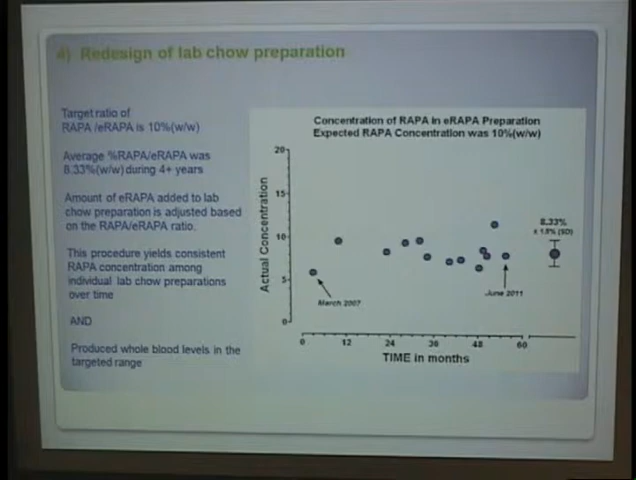 4) Redesign of lab chow preparation
Target ratio of
RAPA /eRAPA is 10%(w/w)
Average %RAPA/eRAPA was
8.33%(w/w) during 4+ years
Amount of eRAPA added to lab
chow preparation is adjusted based
on the RAPA/eRAPA ratio.
This procedure yields consistent
RAPA concentration among
individual lab chow preparations
over time
AND
Produced whole blood levels in the
targeted range
Concentration of RAPA in eRAPA Preparation
Expected RAPA Concentration was 10%(w/w)
Actual Concentration
20
15
10
5
0
March 2007
June 2011
8.33%
(SD)
0 12 24 36 48 60
TIME in months